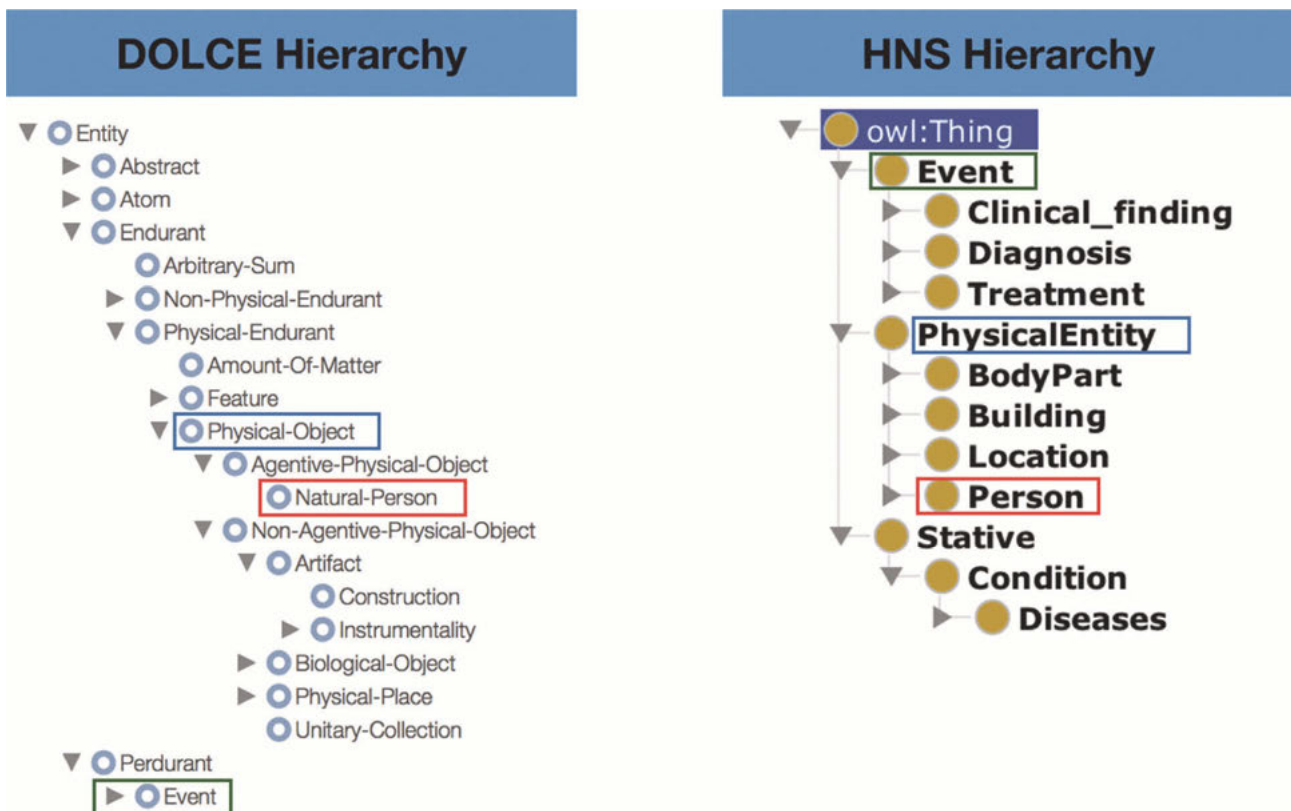 DOLCE Hierarchy
Entity
Abstract
Atom
Endurant
Arbitrary-Sum
Non-Physical-Endurant
Physical-Endurant
Amount-Of-Matter
Feature
Physical-Object
Agentive-Physical-Object
Natural-Person
Non-Agentive-Physical-Object
Artifact
Construction
Instrumentality
Biological-Object
Physical-Place
Unitary-Collection
Perdurant
Event
HNS Hierarchy
owl:Thing
Event
Clinical_finding
Diagnosis
Treatment
PhysicalEntity
BodyPart
Building
Location
Person
Stative
Condition
Diseases